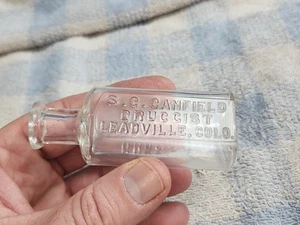 S. C. CANFIELD
DRUGGIST
LEADVILLE, COLO.